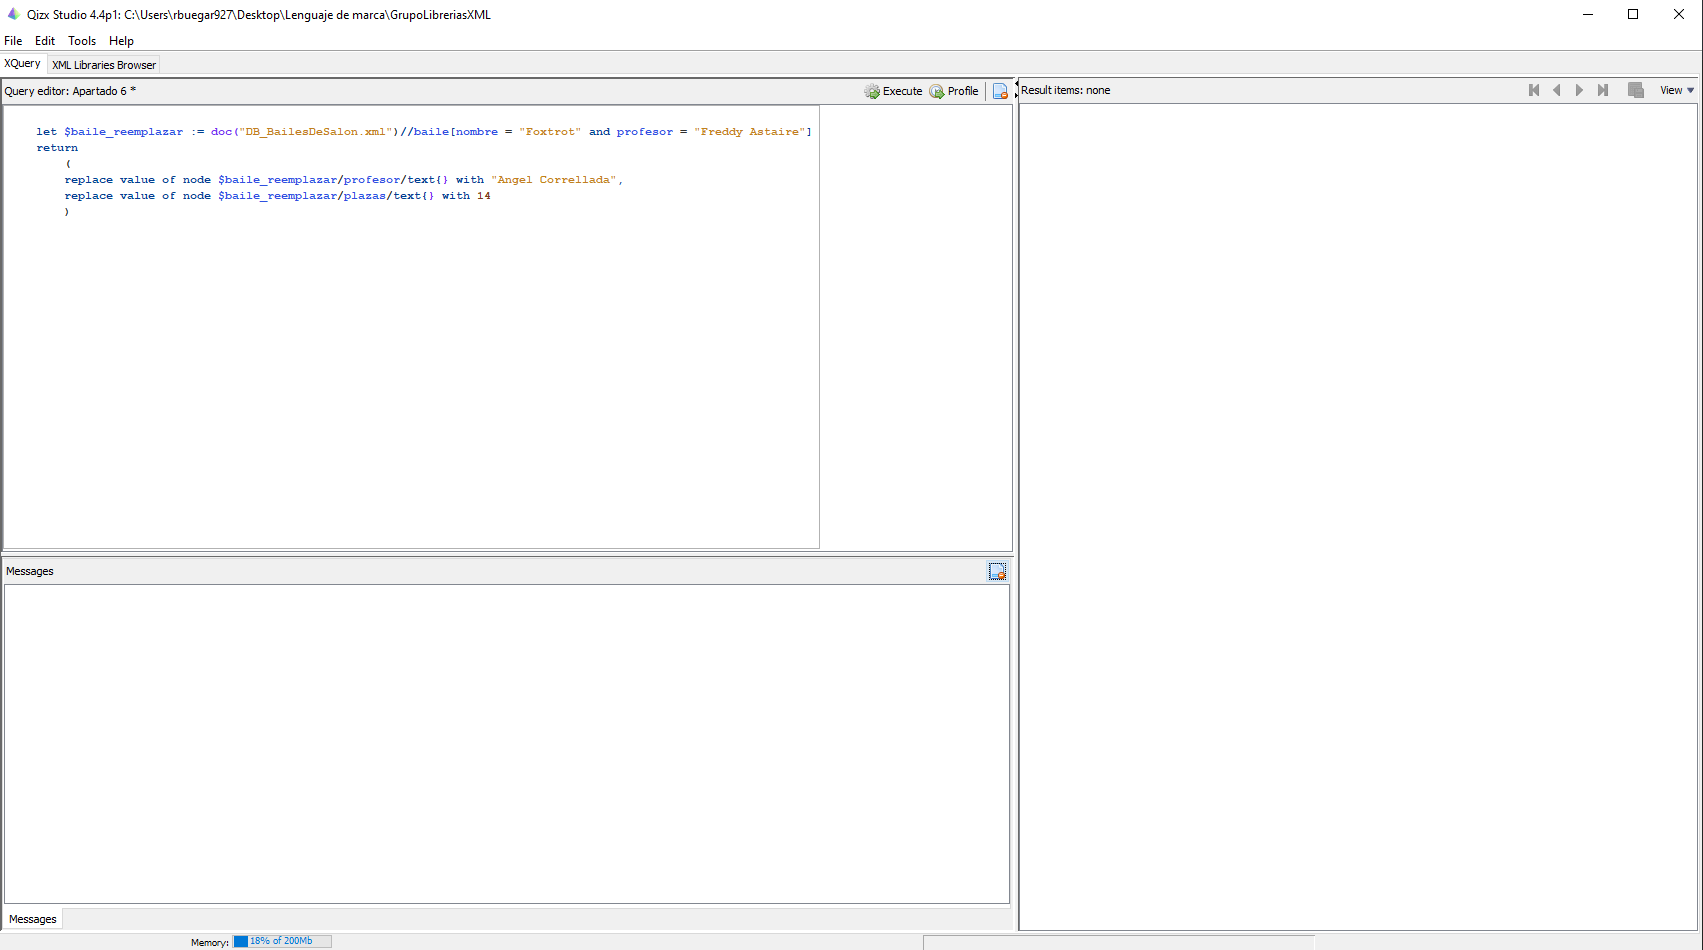 Qizx Studio 4.4p1: C:\Users\rbuegar927\Desktop\Lenguaje de marca\GrupoLibreriasXML
File Edit Tools Help
XQuery XML Libraries Browser
Query editor: Apartado 6 * Execute Profile
Result items: none View
let $baile_reemplazar := doc("DB_BailesDeSalon.xml")//baile[nombre = "Foxtrot" and profesor = "Freddy Astaire"]
return
(
replace value of node $baile_reemplazar/profesor/text{} with "Angel Correllada",
replace value of node $baile_reemplazar/plazas/text{} with 14
)
Messages
Messages
Memory: 18% of 200Mb